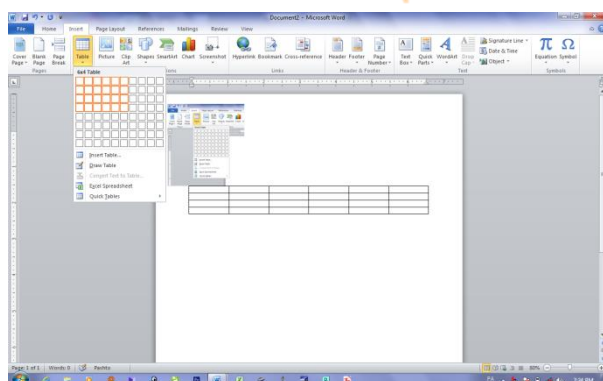 Document2 - Microsoft Word
File Home Insert Page Layout References Mailings Review View
Cover Page Blank Page Page Break Table Picture Clip Art Shapes SmartArt Chart Screenshot Hyperlink Bookmark Cross-reference Header Footer Page Number Text Box Quick Parts WordArt Drop Cap Signature Line Date & Time Object Equation Symbol
Pages Links Header & Footer Text Symbols
6x4 Table
Insert Table...
Draw Table
Convert Text to Table...
Excel Spreadsheet
Quick Tables
Page: 1 of 1 Words: 0 Pashto 80%